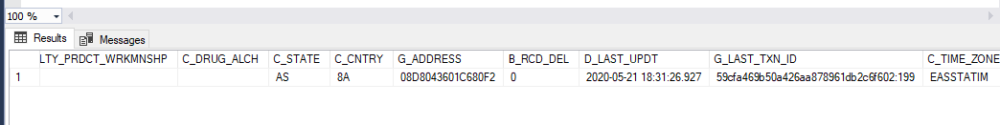 100 %
Results Messages
LTY_PRDCT_WRKMNSHP C_DRUG_ALCH C_STATE C_CNTRY G_ADDRESS B_RCD_DEL D_LAST_UPDT G_LAST_TXN_ID C_TIME_ZONE
1 AS 8A 08D8043601C680F2 0 2020-05-21 18:31:26.927 59cfa469b50a426aa878961db2c6f602:199 EASSTATIM